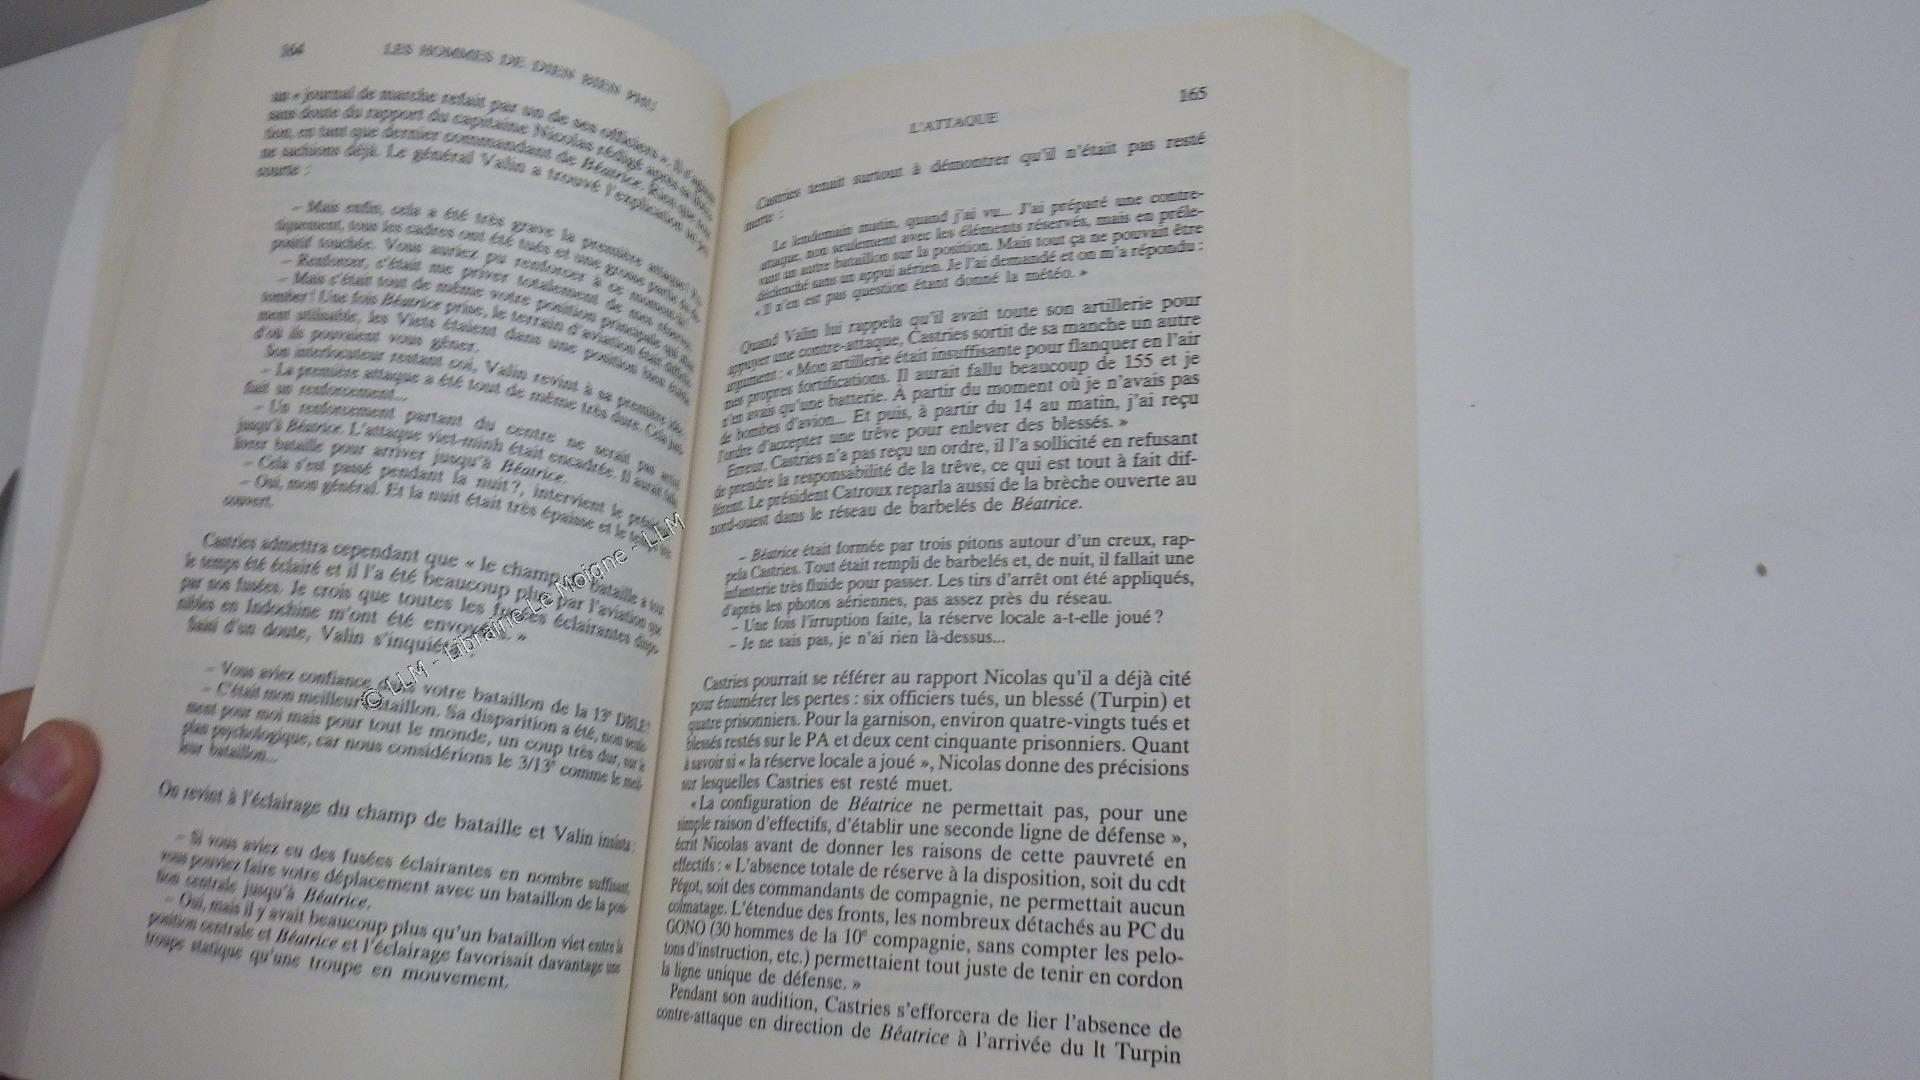 164 LES HOMMES DE DIEN BIEN PHU
un « journal de marche refait par un de ses officiers ». Il s'agissait
sans doute du rapport du capitaine Nicolas rédigé après sa
tion, en tant que dernier commandant de Béatrice. Rien que nous
ne sachions déjà. Le général Valin a trouvé l'explication un peu
courte :
– Mais enfin, cela a été très grave la première attaque!
tiquement, tous les cadres ont été tués et une grosse partie du
positif touchée. Vous auriez pu renforcer à ce moment-là
– Renforcer, c'était me priver totalement de mes réserves.
– Mais c'était tout de même votre position principale qui
tomber! Une fois Béatrice prise, le terrain d'aviation était
ment utilisable, les Viets étaient dans une position bien
d'où ils pouvaient vous gêner.
Son interlocuteur restant coi, Valin revint à sa première idée.
– La première attaque a été tout de même très dure. Cela
fait un renforcement...
– Un renforcement partant du centre ne serait pas arrivé
jusqu'à Béatrice. L'attaque viet-minh était encadrée. Il aurait fallu
livrer bataille pour arriver jusqu'à Béatrice.
– Cela s'est passé pendant la nuit?, intervient le
– Oui, mon général. Et la nuit était très épaisse et le temps
couvert.
Castries admettra cependant que « le champ de bataille a tout
le temps été éclairé et il l'a été beaucoup plus par l'aviation que
par nos fusées. Je crois que toutes les fusées éclairantes dispo-
nibles en Indochine m'ont été envoyées. »
Saisi d'un doute, Valin s'inquiéta
– Vous aviez confiance dans votre bataillon de la 13e DBLE?
– C'était mon meilleur bataillon. Sa disparition a été, non seule-
ment pour moi mais pour tout le monde, un coup très dur, sur le
plan psychologique, car nous considérions le 3/13e comme le meil-
leur bataillon...
On revint à l'éclairage du champ de bataille et Valin insista :
– Si vous aviez eu des fusées éclairantes en nombre suffisant,
vous pouviez faire votre déplacement avec un bataillon de la posi-
tion centrale jusqu'à Béatrice.
– Oui, mais il y avait beaucoup plus qu'un bataillon viet entre la
position centrale et Béatrice et l'éclairage favorisait davantage une
troupe statique qu'une troupe en mouvement.
© LLM - Librairie Le Moigne - LLM
L'ATTAQUE 165
Castries tenait surtout à démontrer qu'il n'était pas resté
inerte :
Le lendemain matin, quand j'ai vu... J'ai préparé une contre-
attaque, non seulement avec les éléments réservés, mais en préle-
vant un autre bataillon sur la position. Mais tout ça ne pouvait être
déclenché sans un appui aérien. Je l'ai demandé et on m'a répondu :
« Il n'en est pas question étant donné la météo. »
Quand Valin lui rappela qu'il avait toute son artillerie pour
appuyer une contre-attaque, Castries sortit de sa manche un autre
argument : « Mon artillerie était insuffisante pour flanquer en l'air
mes propres fortifications. Il aurait fallu beaucoup de 155 et je
n'en avais qu'une batterie. À partir du moment où je n'avais pas
de bombes d'avion... Et puis, à partir du 14 au matin, j'ai reçu
l'ordre d'accepter une trêve pour enlever des blessés. »
Erreur, Castries n'a pas reçu un ordre, il l'a sollicité en refusant
de prendre la responsabilité de la trêve, ce qui est tout à fait dif-
férent. Le président Catroux reparla aussi de la brèche ouverte au
nord-ouest dans le réseau de barbelés de Béatrice.
– Béatrice était formée par trois pitons autour d'un creux, rap-
pela Castries. Tout était rempli de barbelés et, de nuit, il fallait une
infanterie très fluide pour passer. Les tirs d'arrêt ont été appliqués,
d'après les photos aériennes, pas assez près du réseau.
– Une fois l'irruption faite, la réserve locale a-t-elle joué ?
– Je ne sais pas, je n'ai rien là-dessus...
Castries pourrait se référer au rapport Nicolas qu'il a déjà cité
pour énumérer les pertes : six officiers tués, un blessé (Turpin) et
quatre prisonniers. Pour la garnison, environ quatre-vingts tués et
blessés restés sur le PA et deux cent cinquante prisonniers. Quant
à savoir si « la réserve locale a joué », Nicolas donne des précisions
sur lesquelles Castries est resté muet.
« La configuration de Béatrice ne permettait pas, pour une
simple raison d'effectifs, d'établir une seconde ligne de défense »,
écrit Nicolas avant de donner les raisons de cette pauvreté en
effectifs : « L'absence totale de réserve à la disposition, soit du cdt
Pégot, soit des commandants de compagnie, ne permettait aucun
colmatage. L'étendue des fronts, les nombreux détachés au PC du
GONO (30 hommes de la 10e compagnie, sans compter les pelo-
tons d'instruction, etc.) permettaient tout juste de tenir en cordon
la ligne unique de défense. »
Pendant son audition, Castries s'efforcera de lier l'absence de
contre-attaque en direction de Béatrice à l'arrivée du lt Turpin